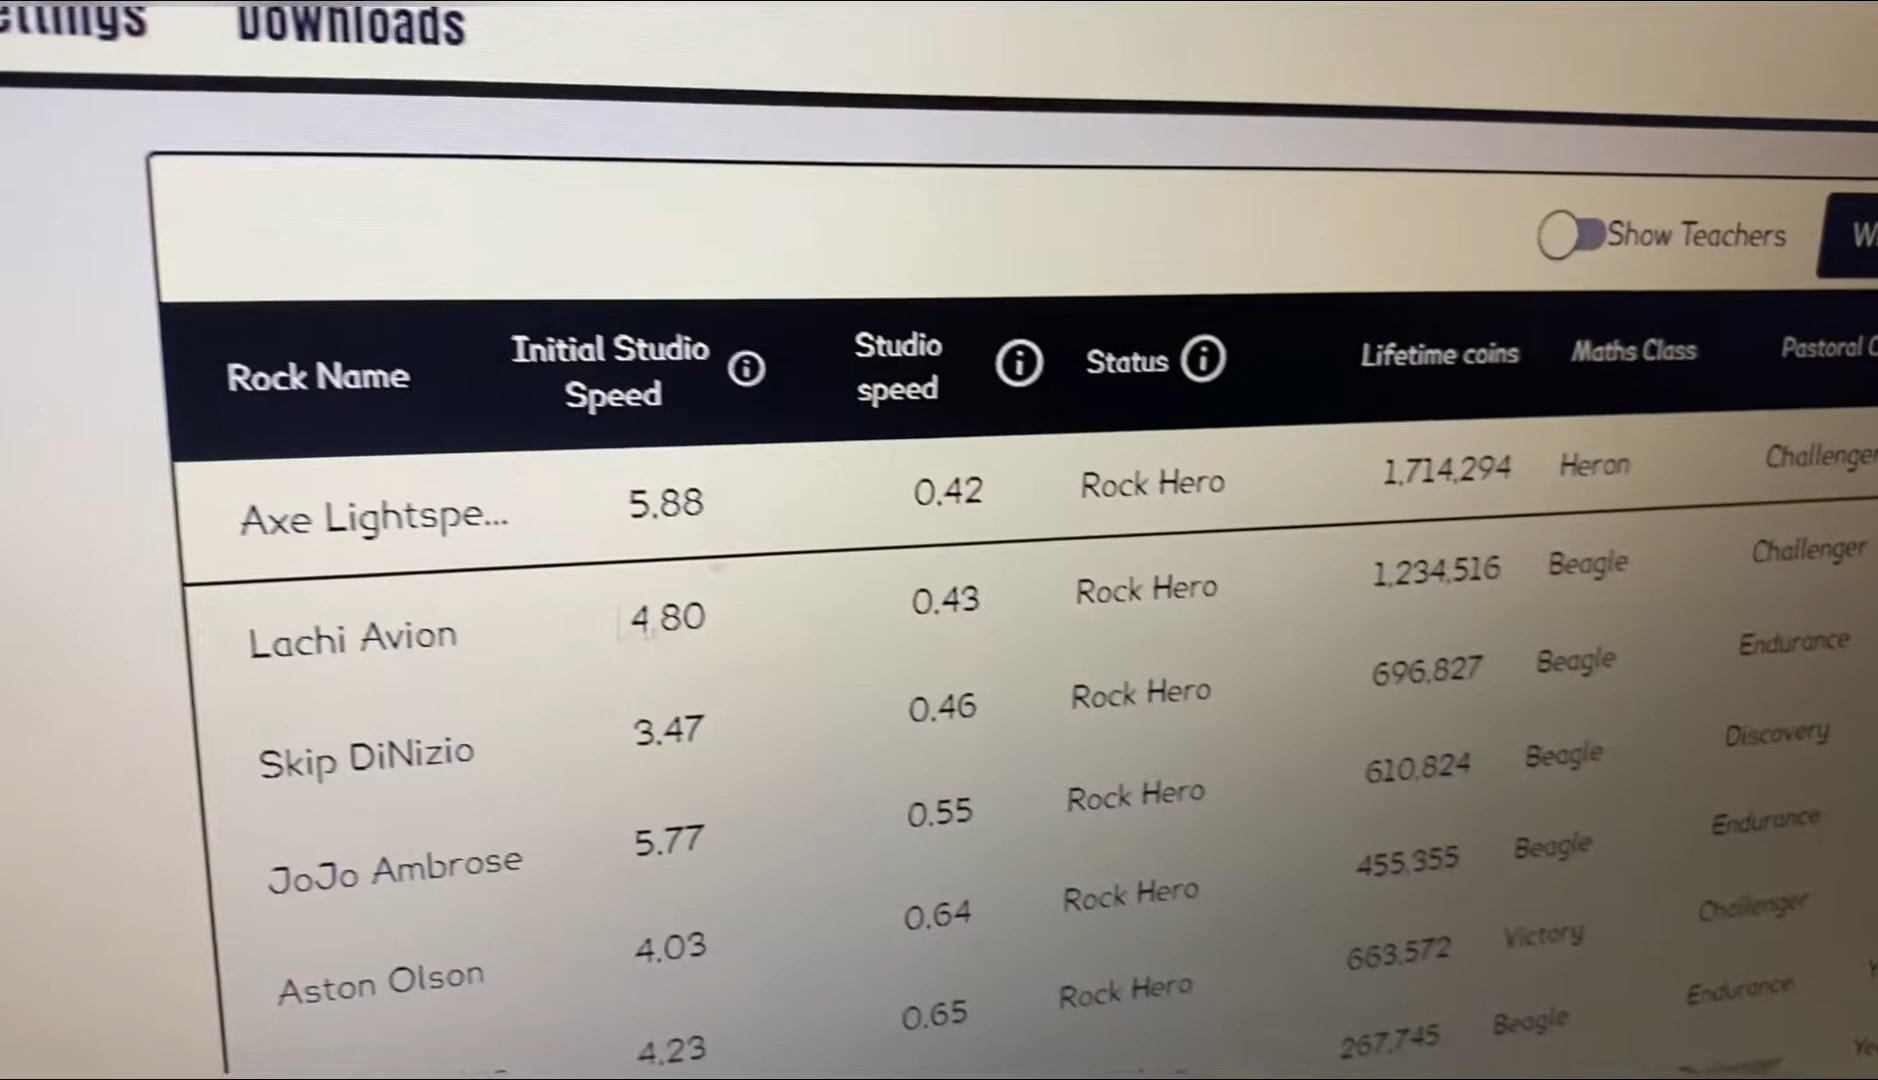 Downloads
Show Teachers
Rock Name Initial Studio Speed Studio speed Status Lifetime coins Maths Class Pastoral
Axe Lightspe... 5.88 0.42 Rock Hero 1,714,294 Heron Challenger
Lachi Avion 4.80 0.43 Rock Hero 1,234,516 Beagle Challenger
Skip DiNizio 3.47 0.46 Rock Hero 696,827 Beagle Endurance
JoJo Ambrose 5.77 0.55 Rock Hero 610,824 Beagle Discovery
Aston Olson 4.03 0.64 Rock Hero 455,355 Beagle Endurance
4.23 0.65 Rock Hero 663,572 Victory Challenger
267,745 Beagle Endurance